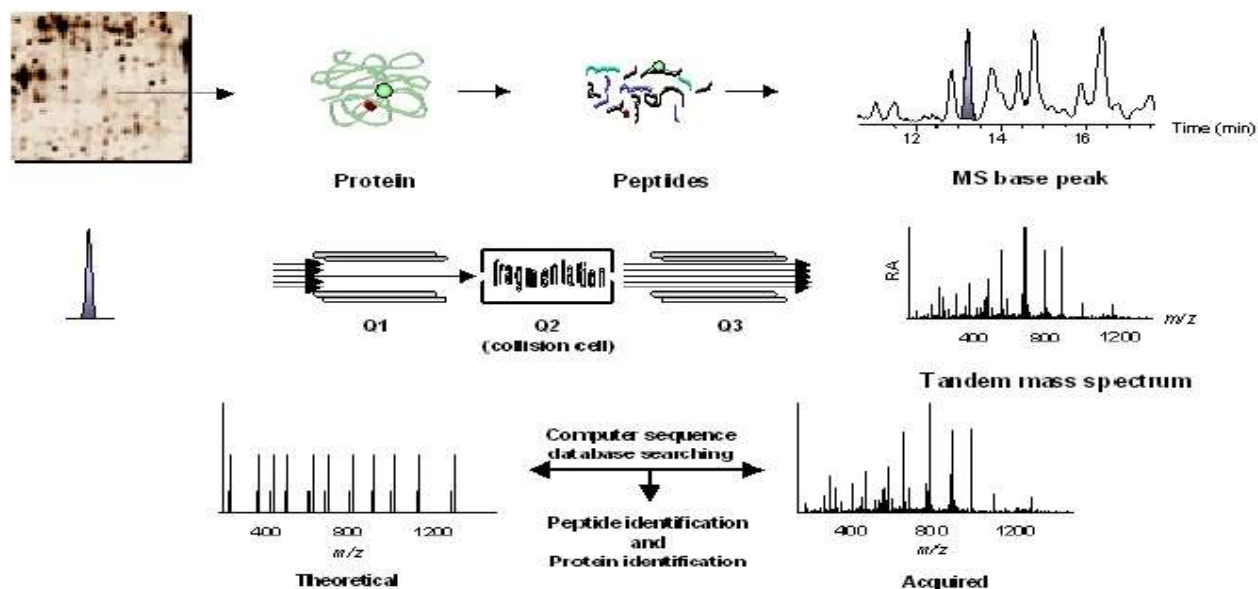 12
14
16
Time (min)
Protein
Peptides
MS base peak
fragmentation
Q1
Q2
Q3
(collision cell)
RA
400
800
1200
m/z
Tandem mass spectrum
Computer sequence
database searching
Peptide identification
and
Protein identification
400
800
1200
m/z
Theoretical
400
800
1200
m/z
Acquired